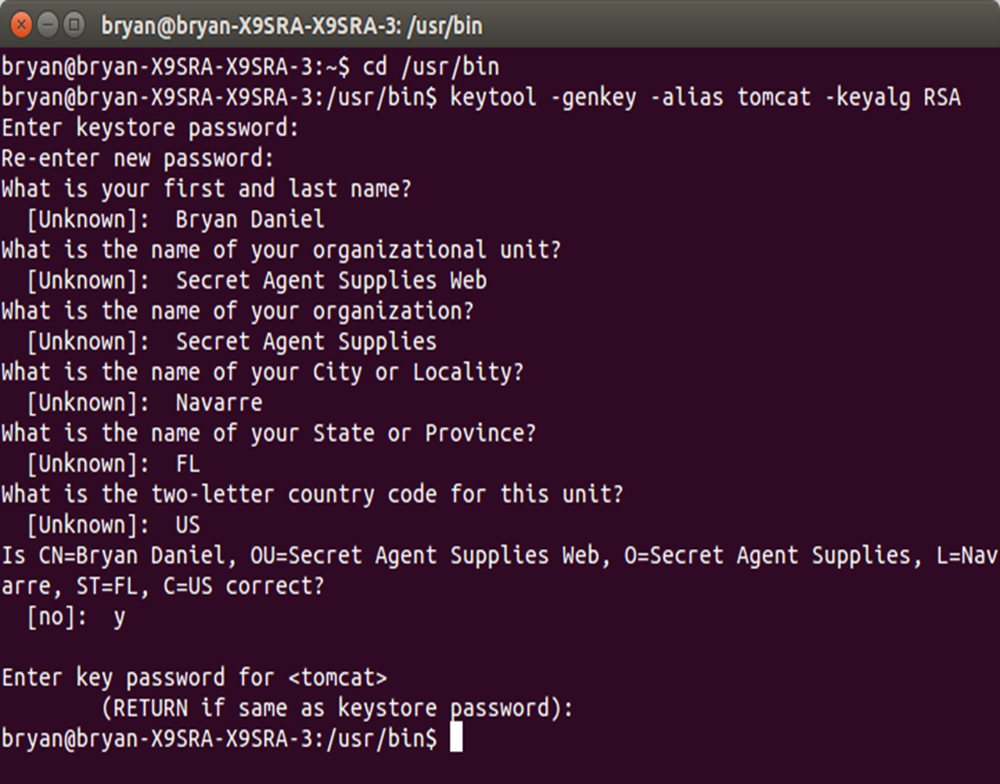 bryan@bryan-X9SRA-X9SRA-3: /usr/bin
bryan@bryan-X9SRA-X9SRA-3:~$ cd /usr/bin
bryan@bryan-X9SRA-X9SRA-3:/usr/bin$ keytool -genkey -alias tomcat -keyalg RSA
Enter keystore password:
Re-enter new password:
What is your first and last name?
  [Unknown]:  Bryan Daniel
What is the name of your organizational unit?
  [Unknown]:  Secret Agent Supplies Web
What is the name of your organization?
  [Unknown]:  Secret Agent Supplies
What is the name of your City or Locality?
  [Unknown]:  Navarre
What is the name of your State or Province?
  [Unknown]:  FL
What is the two-letter country code for this unit?
  [Unknown]:  US
Is CN=Bryan Daniel, OU=Secret Agent Supplies Web, O=Secret Agent Supplies, L=Nav
arre, ST=FL, C=US correct?
  [no]:  y
Enter key password for <tomcat>
        (RETURN if same as keystore password):
bryan@bryan-X9SRA-X9SRA-3:/usr/bin$